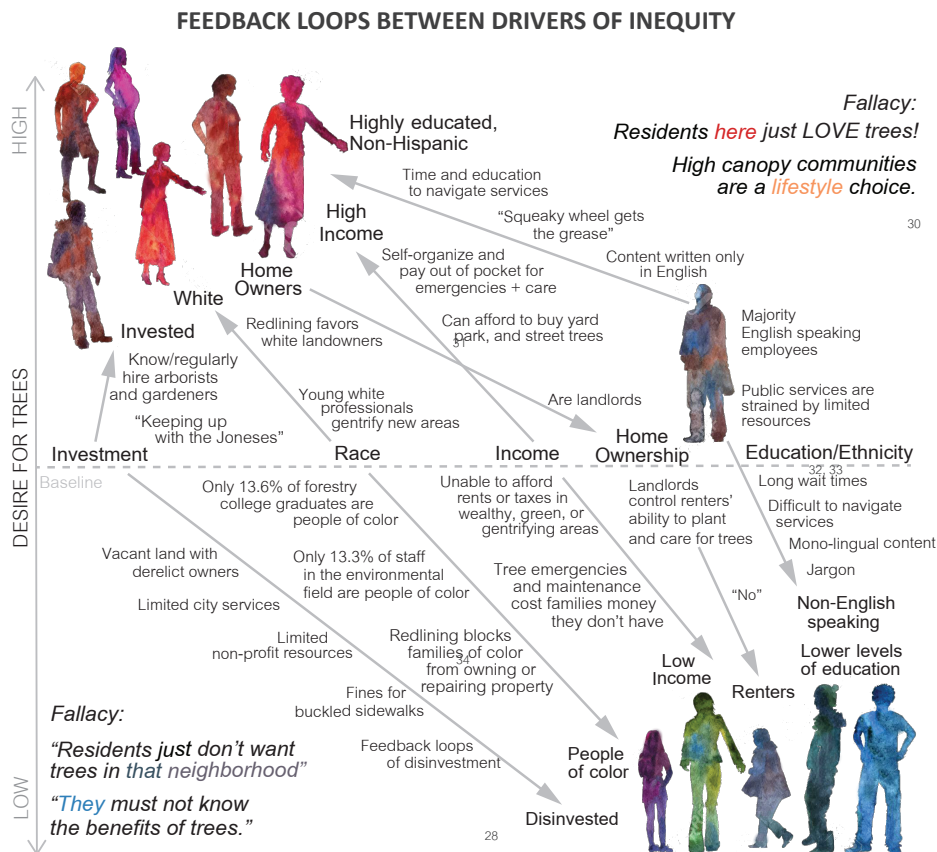 FEEDBACK LOOPS BETWEEN DRIVERS OF INEQUITY
HIGH
DESIRE FOR TREES
LOW
Fallacy:
Residents here just LOVE trees!
High canopy communities
are a lifestyle choice.
30
Highly educated,
Non-Hispanic
Time and education
to navigate services
"Squeaky wheel gets
the grease"
Content written only
in English
High
Income
Self-organize and
pay out of pocket for
emergencies + care
Can afford to buy yard
park, and street trees
31
Home
Owners
White
Redlining favors
white landowners
Invested
Know/regularly
hire arborists
and gardeners
"Keeping up
with the Joneses"
Young white
professionals
gentrify new areas
Are landlords
Majority
English speaking
employees
Public services are
strained by limited
resources
Investment
Race
Income
Home
Ownership
Education/Ethnicity
32, 33
Baseline
Only 13.6% of forestry
college graduates are
people of color
Only 13.3% of staff
in the environmental
field are people of color
Unable to afford
rents or taxes in
wealthy, green, or
gentrifying areas
Landlords
control renters'
ability to plant
and care for trees
Long wait times
Difficult to navigate
services
Mono-lingual content
Jargon
Vacant land with
derelict owners
Limited city services
Limited
non-profit resources
Fines for
buckled sidewalks
Feedback loops
of disinvestment
Redlining blocks
families of color
34
from owning or
repairing property
Tree emergencies
and maintenance
cost families money
they don't have
"No"
Non-English
speaking
Lower levels
of education
Low
Income
Renters
People
of color
Disinvested
Fallacy:
"Residents just don't want
trees in that neighborhood"
"They must not know
the benefits of trees."
28